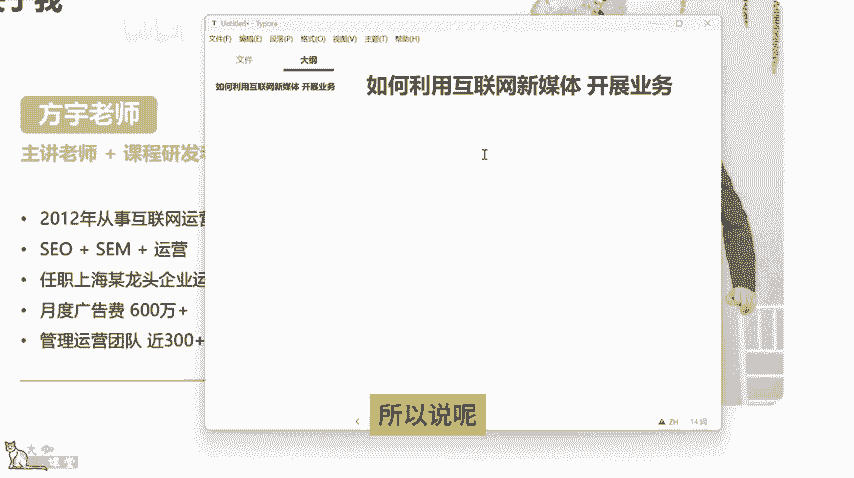 Untitled• - Typora
文件(F) 编辑(E) 段落(P) 格式(O) 视图(V) 主题(T) 帮助(H)
文件 大纲
如何利用互联网新媒体 开展业务
如何利用互联网新媒体 开展业务
方宇老师
主讲老师 + 课程研发
• 2012年从事互联网运营
• SEO + SEM + 运营
• 任职上海某龙头企业运
• 月度广告费 600万+
• 管理运营团队 近300+
所以说呢
ZH 14 词
大咖
课堂